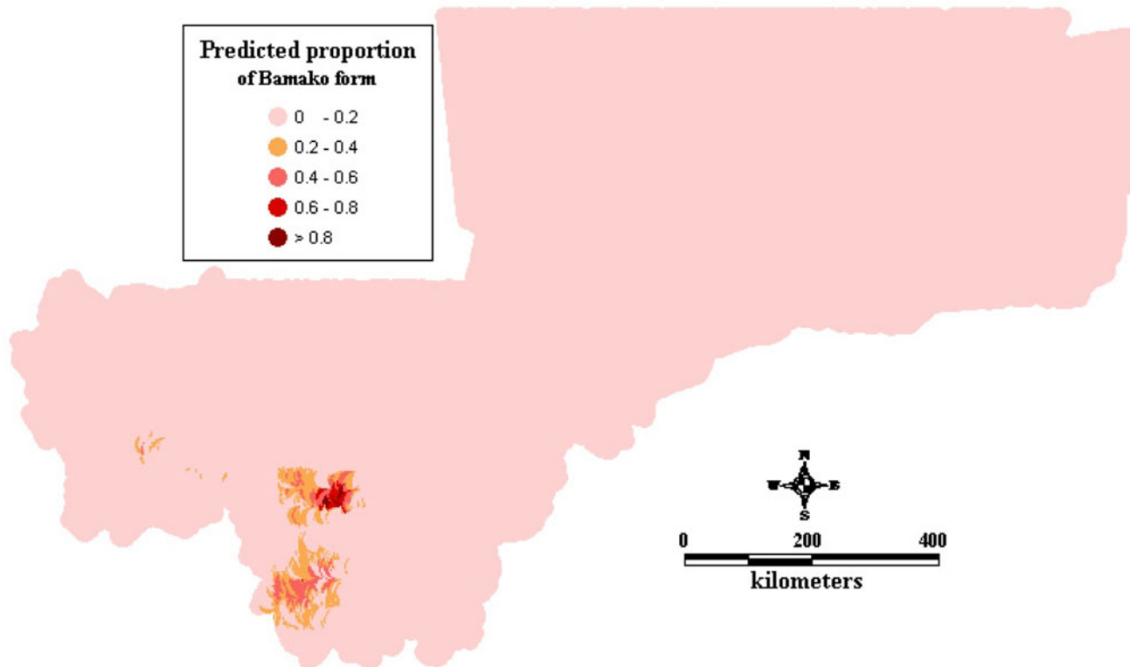 Predicted proportion
of Bamako form
0 - 0.2
0.2 - 0.4
0.4 - 0.6
0.6 - 0.8
> 0.8
N
W E
S
0 200 400
kilometers